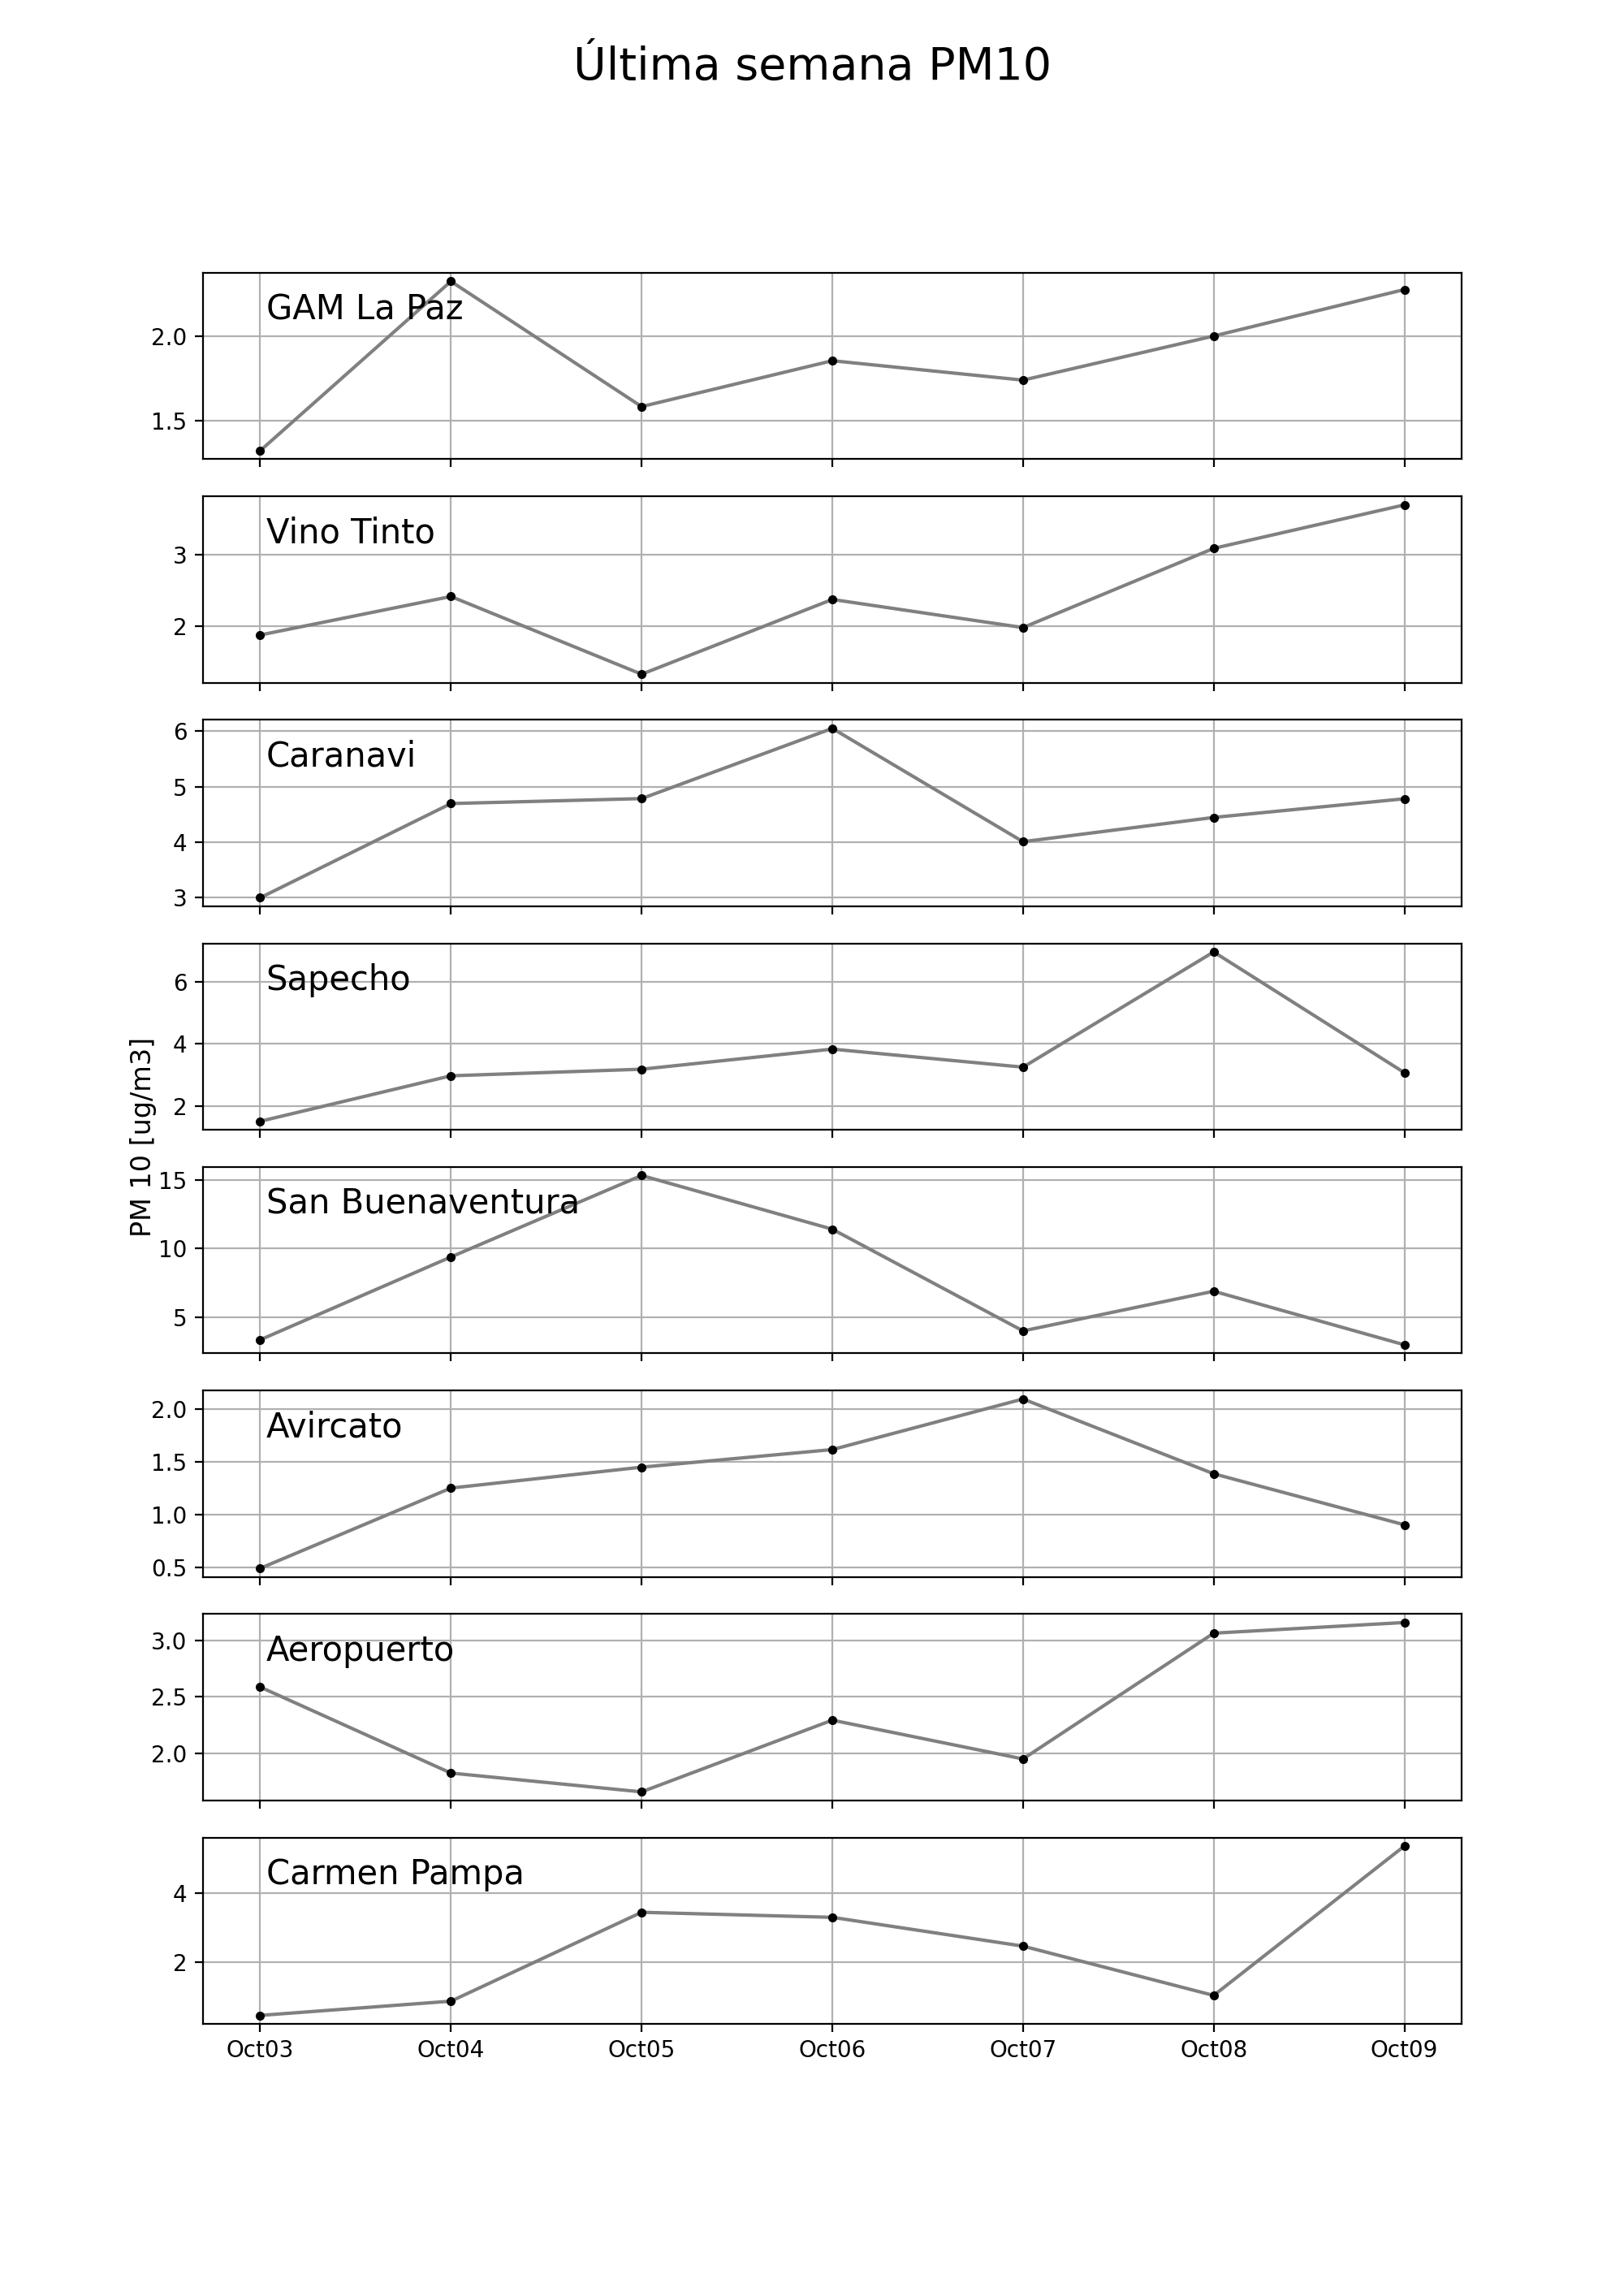 Última semana PM10
GAM La Paz
2.0
1.5
Vino Tinto
3
2
Caranavi
6
5
4
3
Sapecho
6
4
2
PM 10 [ug/m3]
San Buenaventura
15
10
5
Avircato
2.0
1.5
1.0
0.5
Aeropuerto
3.0
2.5
2.0
Carmen Pampa
4
2
Oct03 Oct04 Oct05 Oct06 Oct07 Oct08 Oct09